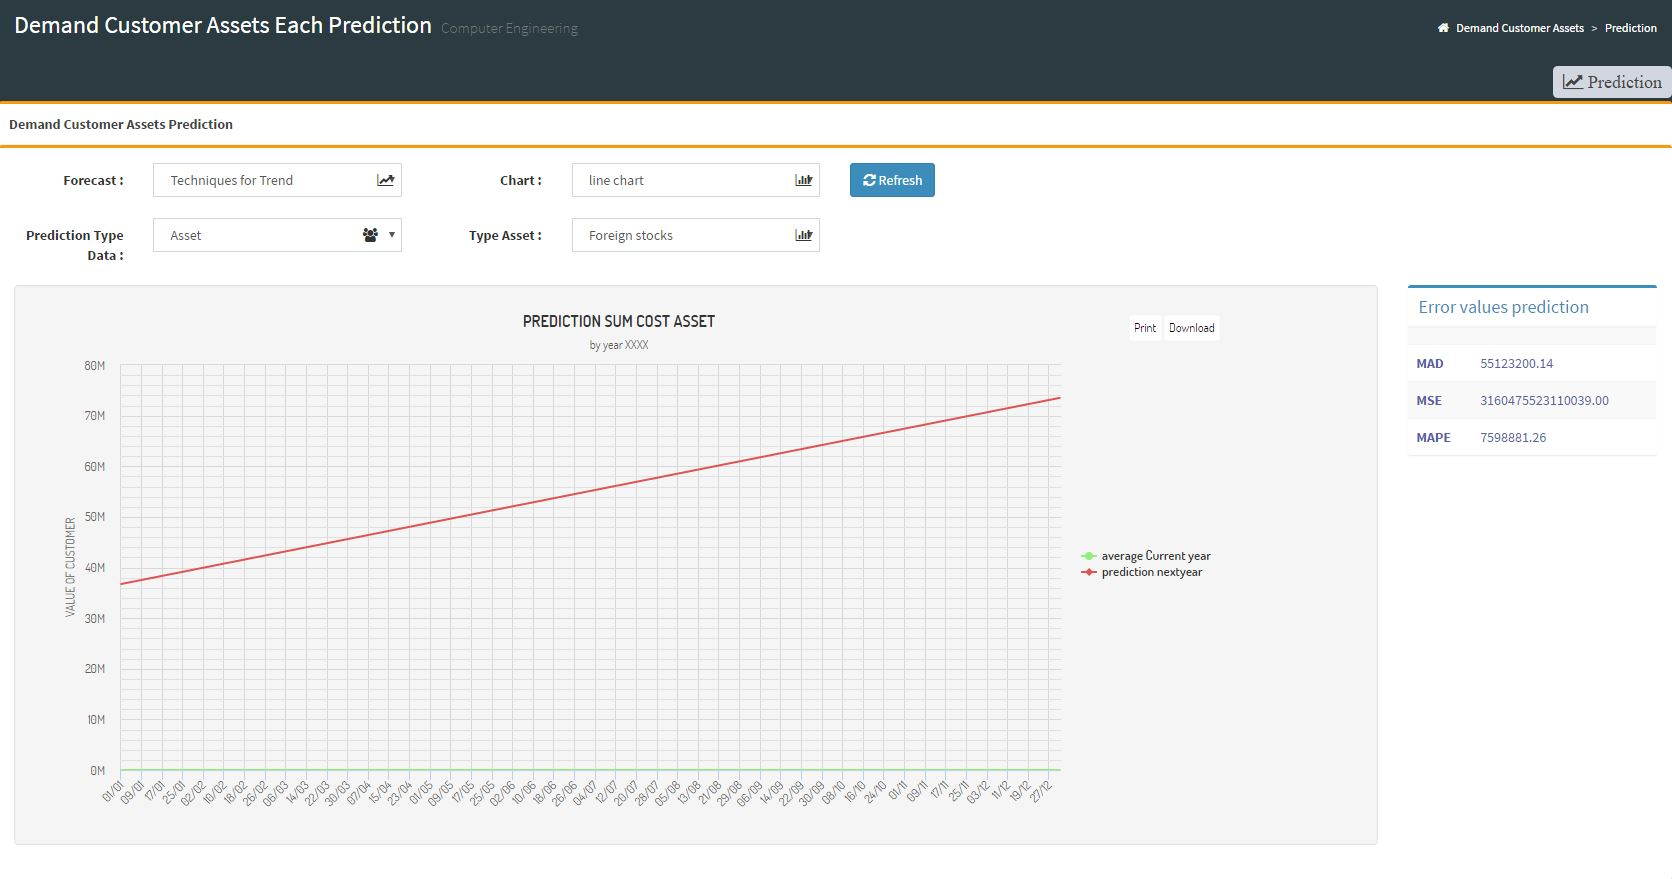 Demand Customer Assets Each Prediction Computer Engineering
Demand Customer Assets > Prediction
Prediction
Demand Customer Assets Prediction
Forecast : Techniques for Trend Chart : line chart Refresh
Prediction Type Data : Asset Type Asset : Foreign stocks
PREDICTION SUM COST ASSET
by year XXXX
Print Download
80M
70M
60M
50M
40M
30M
20M
10M
0M
VALUE OF CUSTOMER
01/01 09/01 17/01 25/01 02/02 10/02 18/02 26/02 06/03 14/03 22/03 30/03 07/04 15/04 23/04 01/05 09/05 17/05 25/05 02/06 10/06 18/06 26/06 04/07 12/07 20/07 28/07 05/08 13/08 21/08 29/08 06/09 14/09 22/09 30/09 08/10 16/10 24/10 01/11 09/11 17/11 25/11 03/12 11/12 19/12 27/12
average Current year
prediction nextyear
Error values prediction
MAD 55123200.14
MSE 3160475523110039.00
MAPE 7598881.26